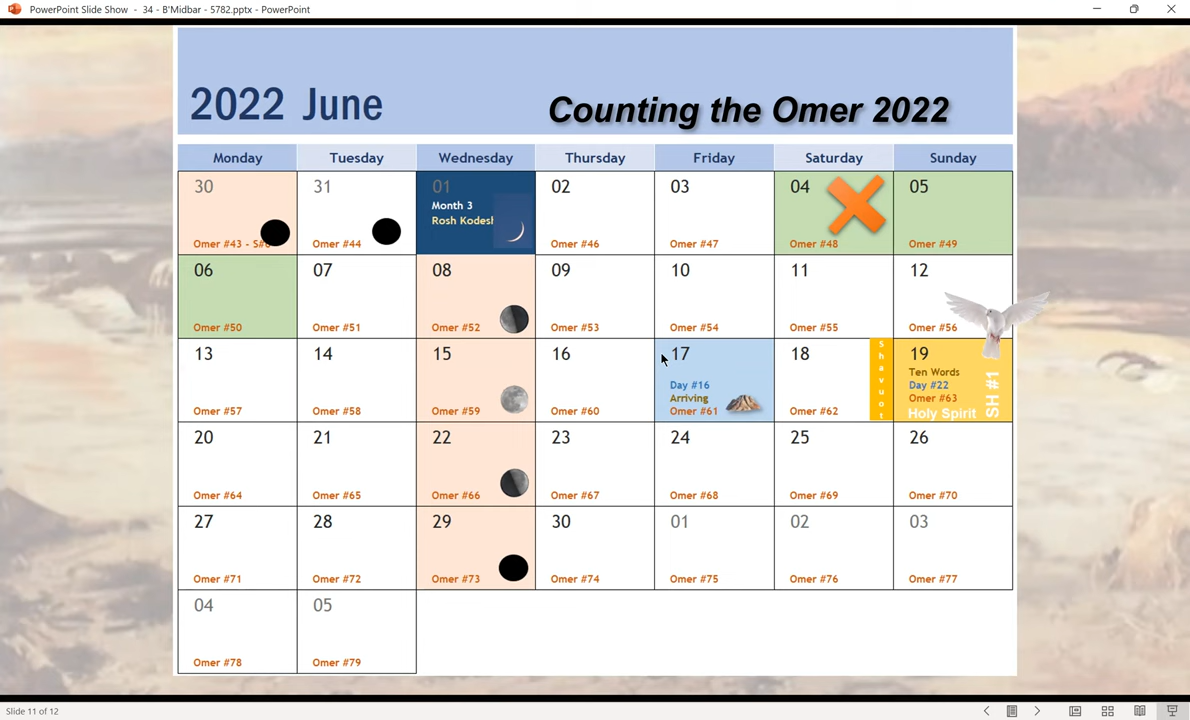 PowerPoint Slide Show - 34 - B'Midbar - 5782.pptx - PowerPoint
2022 June
Counting the Omer 2022
Monday Tuesday Wednesday Thursday Friday Saturday Sunday
30 31 01 02 03 04 05
Month 3
Rosh Kodesh
Omer #43 - S# Omer #44 Omer #46 Omer #47 Omer #48 Omer #49
06 07 08 09 10 11 12
Omer #50 Omer #51 Omer #52 Omer #53 Omer #54 Omer #55 Omer #56
13 14 15 16 17 18 19
Shavuot
Ten Words
Day #16 Day #22
Arriving Omer #63
Omer #57 Omer #58 Omer #59 Omer #60 Omer #61 Omer #62 Holy Spirit
SH #1
20 21 22 23 24 25 26
Omer #64 Omer #65 Omer #66 Omer #67 Omer #68 Omer #69 Omer #70
27 28 29 30 01 02 03
Omer #71 Omer #72 Omer #73 Omer #74 Omer #75 Omer #76 Omer #77
04 05
Omer #78 Omer #79
Slide 11 of 12